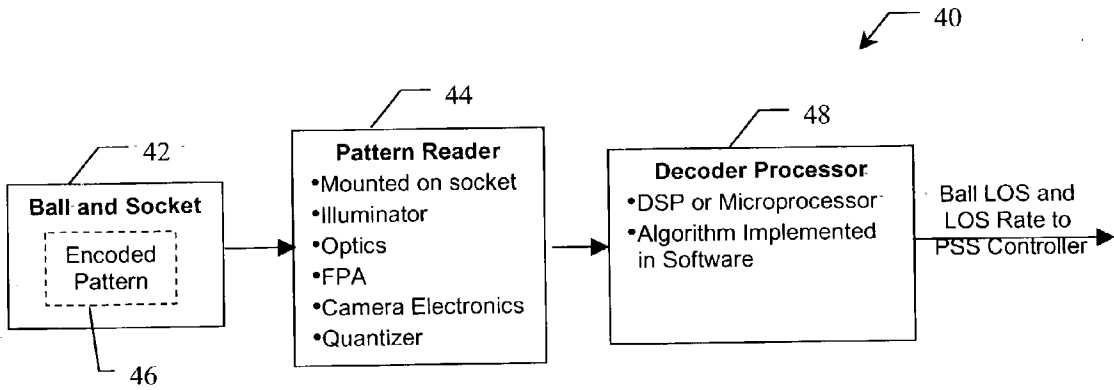 40
44
48
42
Pattern Reader
•Mounted on socket
•Illuminator
•Optics
•FPA
•Camera Electronics
•Quantizer
Decoder Processor
•DSP or Microprocessor
•Algorithm Implemented
in Software
Ball and Socket
Encoded
Pattern
Ball LOS and
LOS Rate to
PSS Controller
46